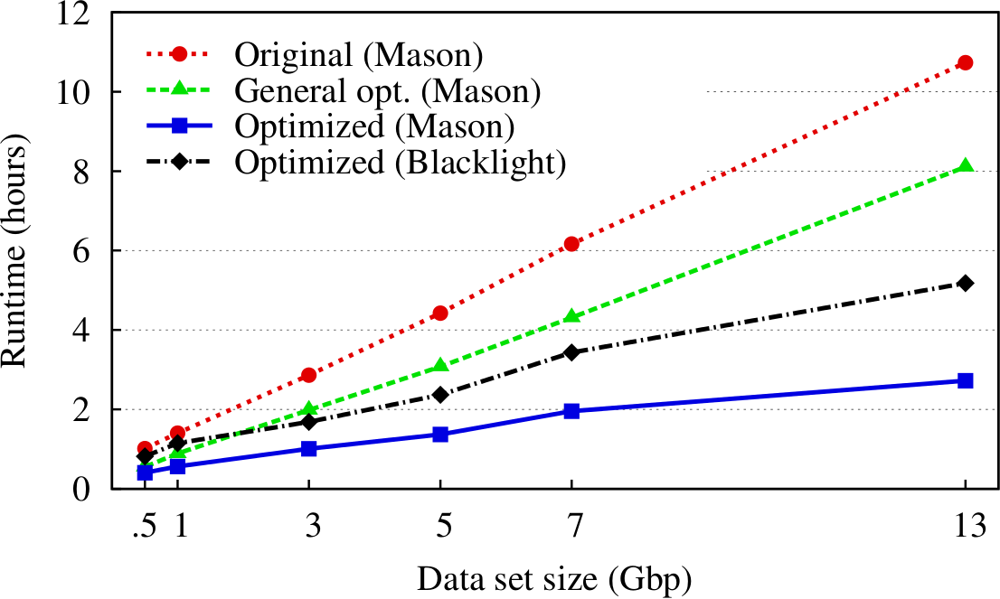 12
10
8
6
4
2
0
Runtime (hours)
Original (Mason)
General opt. (Mason)
Optimized (Mason)
Optimized (Blacklight)
.5 1 3 5 7 13
Data set size (Gbp)